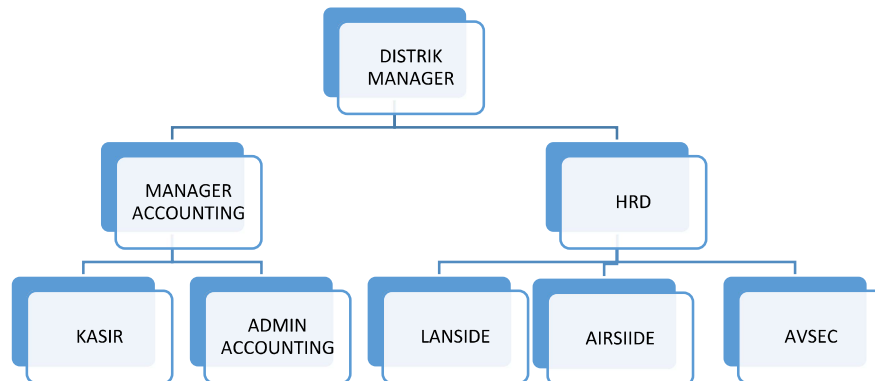 DISTRIK
MANAGER
MANAGER
ACCOUNTING
HRD
KASIR
ADMIN
ACCOUNTING
LANSIDE
AIRSIIDE
AVSEC